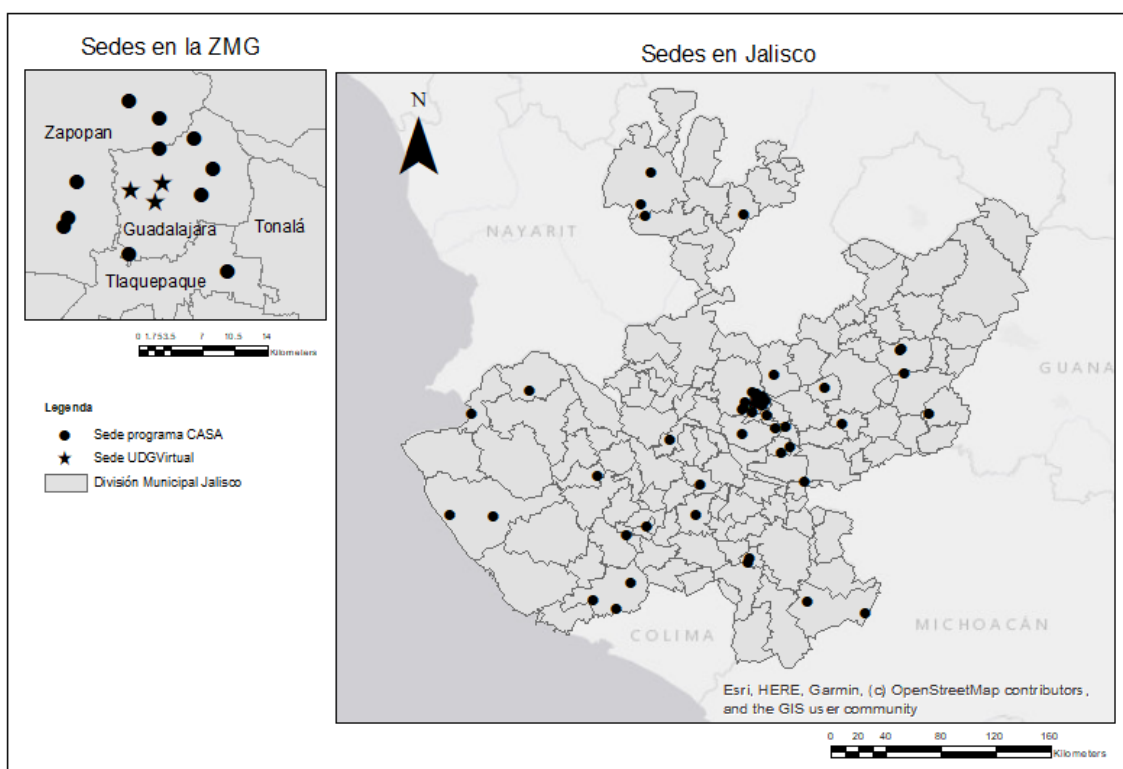 Sedes en la ZMG
Zapopan
Guadalajara
Tonalá
Tlaquepaque
0 1.753.5 7 10.5 14
Kilometers
Legenda
Sede programa CASA
Sede UDGVirtual
División Municipal Jalisco
Sedes en Jalisco
N
NAYARIT
GUANA
COLIMA
MICHOACÁN
Esri, HERE, Garmin, (c) OpenStreetMap contributors,
and the GIS user community
0 20 40 80 120 160
Kilometers